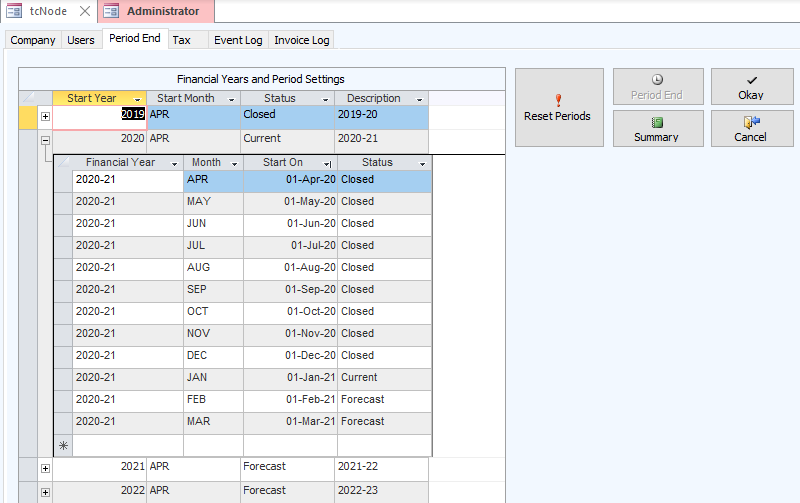 tcNode Administrator
Company Users Period End Tax Event Log Invoice Log
Financial Years and Period Settings
Start Year Start Month Status Description
2019 APR Closed 2019-20
2020 APR Current 2020-21
Financial Year Month Start On Status
2020-21 APR 01-Apr-20 Closed
2020-21 MAY 01-May-20 Closed
2020-21 JUN 01-Jun-20 Closed
2020-21 JUL 01-Jul-20 Closed
2020-21 AUG 01-Aug-20 Closed
2020-21 SEP 01-Sep-20 Closed
2020-21 OCT 01-Oct-20 Closed
2020-21 NOV 01-Nov-20 Closed
2020-21 DEC 01-Dec-20 Closed
2020-21 JAN 01-Jan-21 Current
2020-21 FEB 01-Feb-21 Forecast
2020-21 MAR 01-Mar-21 Forecast
2021 APR Forecast 2021-22
2022 APR Forecast 2022-23
Reset Periods
Period End
Okay
Summary
Cancel